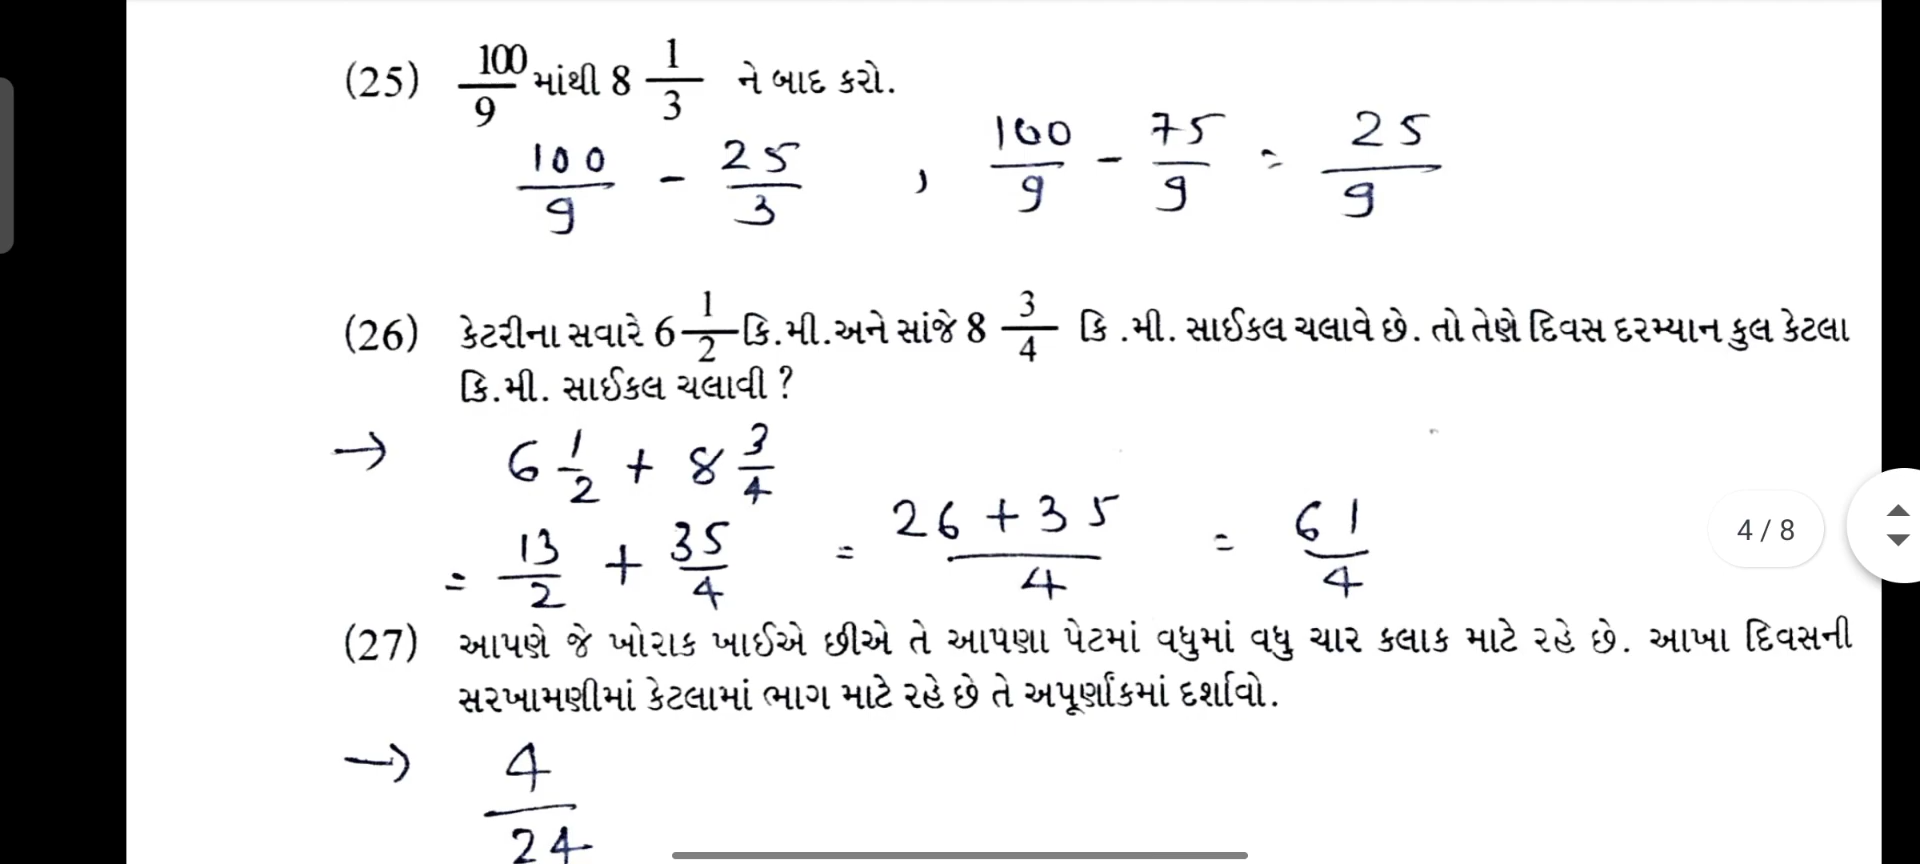 (25) 100/9 માંથી 8 1/3 ને બાદ કરો.
100/9 - 25/3 , 100/9 - 75/9 = 25/9
(26) કેટરીના સવારે 6 1/2 કિ.મી.અને સાંજે 8 3/4 કિ .મી. સાઈકલ ચલાવે છે. તો તેણે દિવસ દરમ્યાન કુલ કેટલા
કિ.મી. સાઈકલ ચલાવી ?
→ 6 1/2 + 8 3/4
= 13/2 + 35/4 = 26 + 35/4 = 61/4
4 / 8
(27) આપણે જે ખોરાક ખાઈએ છીએ તે આપણા પેટમાં વધુમાં વધુ ચાર કલાક માટે રહે છે. આખા દિવસની
સરખામણીમાં કેટલામાં ભાગ માટે રહે છે તે અપૂર્ણાંકમાં દર્શાવો.
→ 4/24